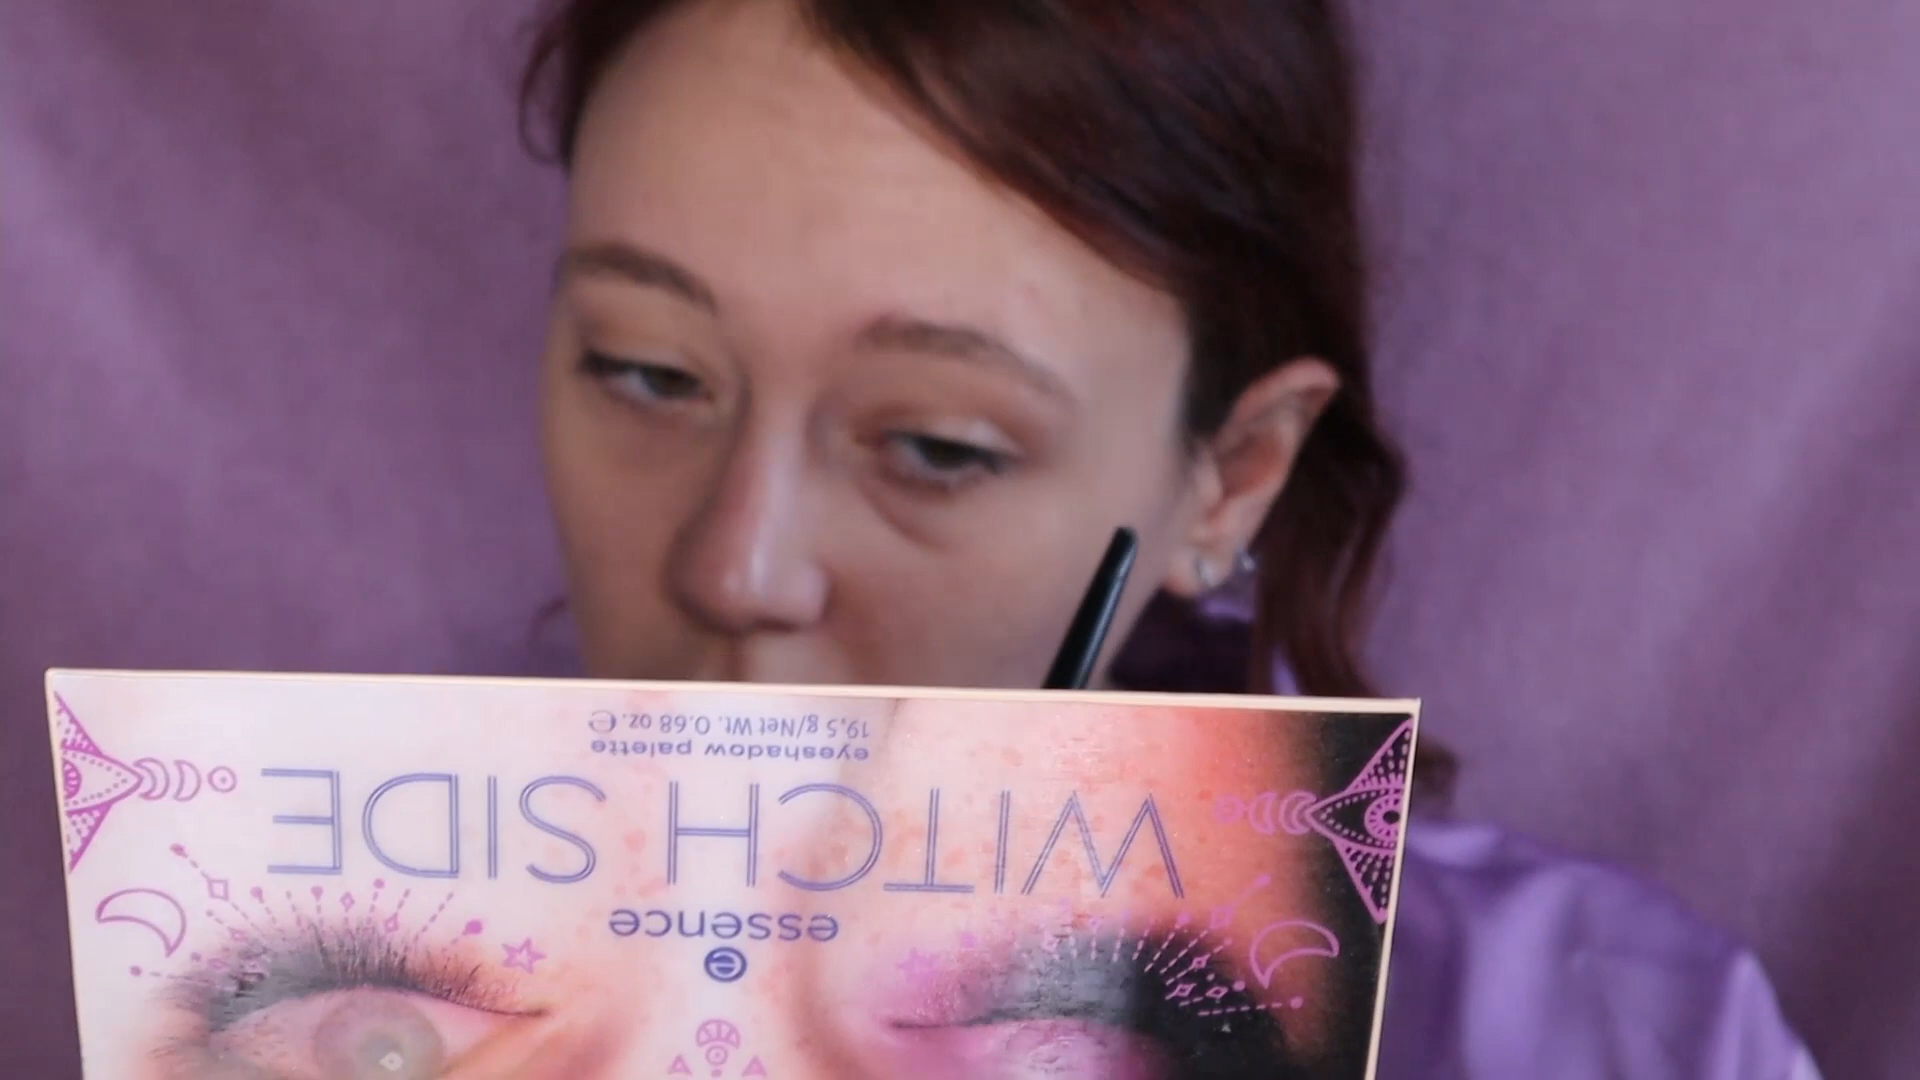 essence
WITCH SIDE
eyeshadow palette
19,5 g/Net Wt. 0.68 oz. ℮